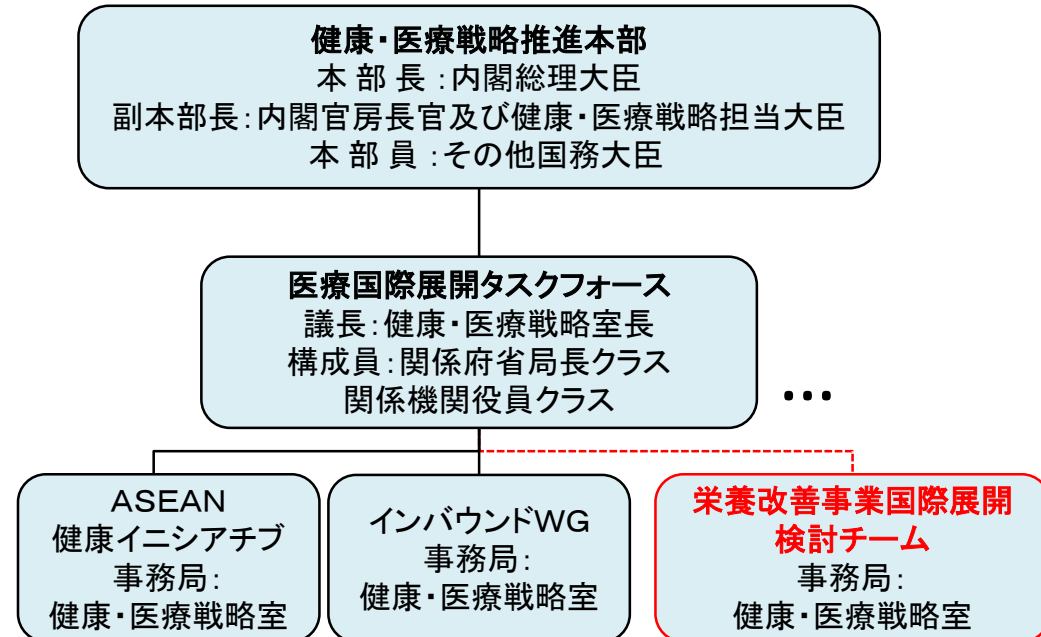 健康・医療戦略推進本部
本 部 長 ：内閣総理大臣
副本部長：内閣官房長官及び健康・医療戦略担当大臣
本 部 員 ：その他国務大臣
医療国際展開タスクフォース
議長：健康・医療戦略室長
構成員：関係府省局長クラス
関係機関役員クラス
…
ＡＳＥＡＮ
健康イニシアチブ
事務局：
健康・医療戦略室
インバウンドＷＧ
事務局：
健康・医療戦略室
栄養改善事業国際展開
検討チーム
事務局：
健康・医療戦略室